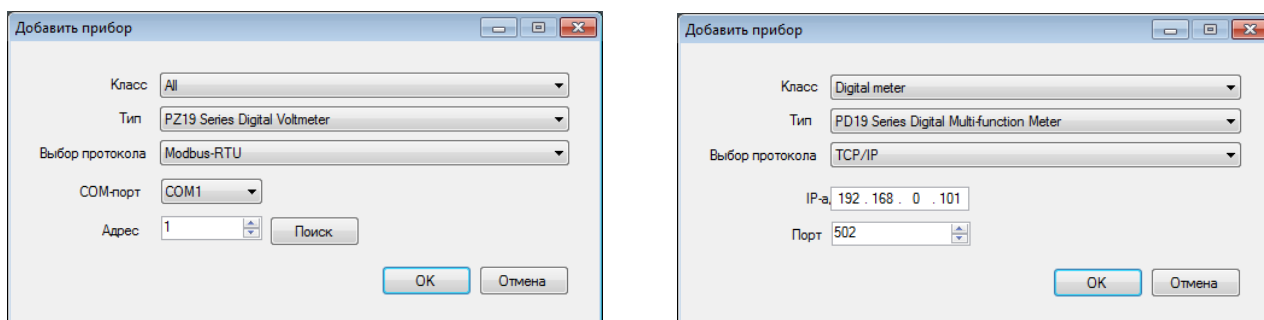 Добавить прибор
Класс All
Тип PZ19 Series Digital Voltmeter
Выбор протокола Modbus-RTU
COM-порт COM1
Адрес 1 Поиск
OK Отмена
Добавить прибор
Класс Digital meter
Тип PD19 Series Digital Multi-function Meter
Выбор протокола TCP/IP
IP-а 192 . 168 . 0 . 101
Порт 502
OK Отмена